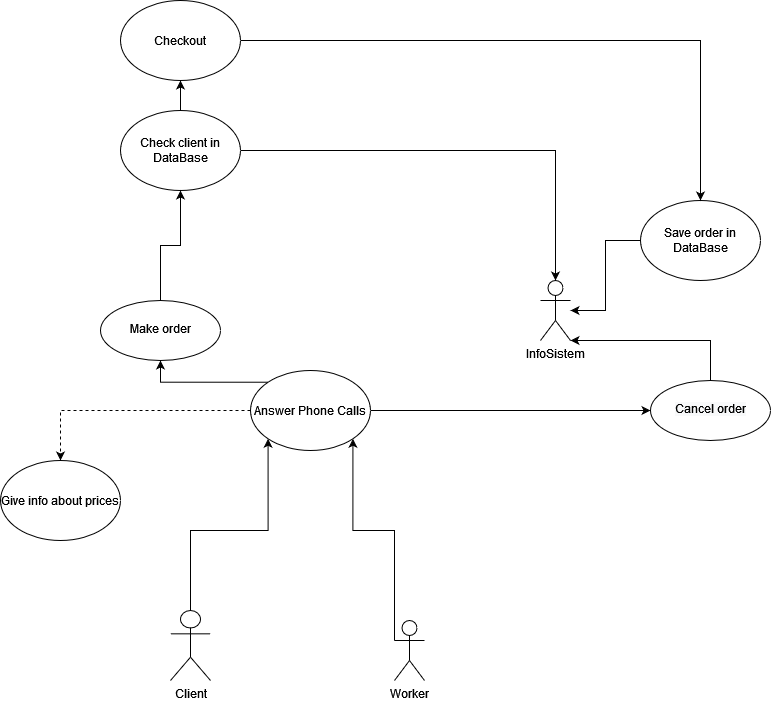 Checkout
Check client in
DataBase
Save order in
DataBase
Make order
InfoSistem
Answer Phone Calls
Cancel order
Give info about prices
Client
Worker